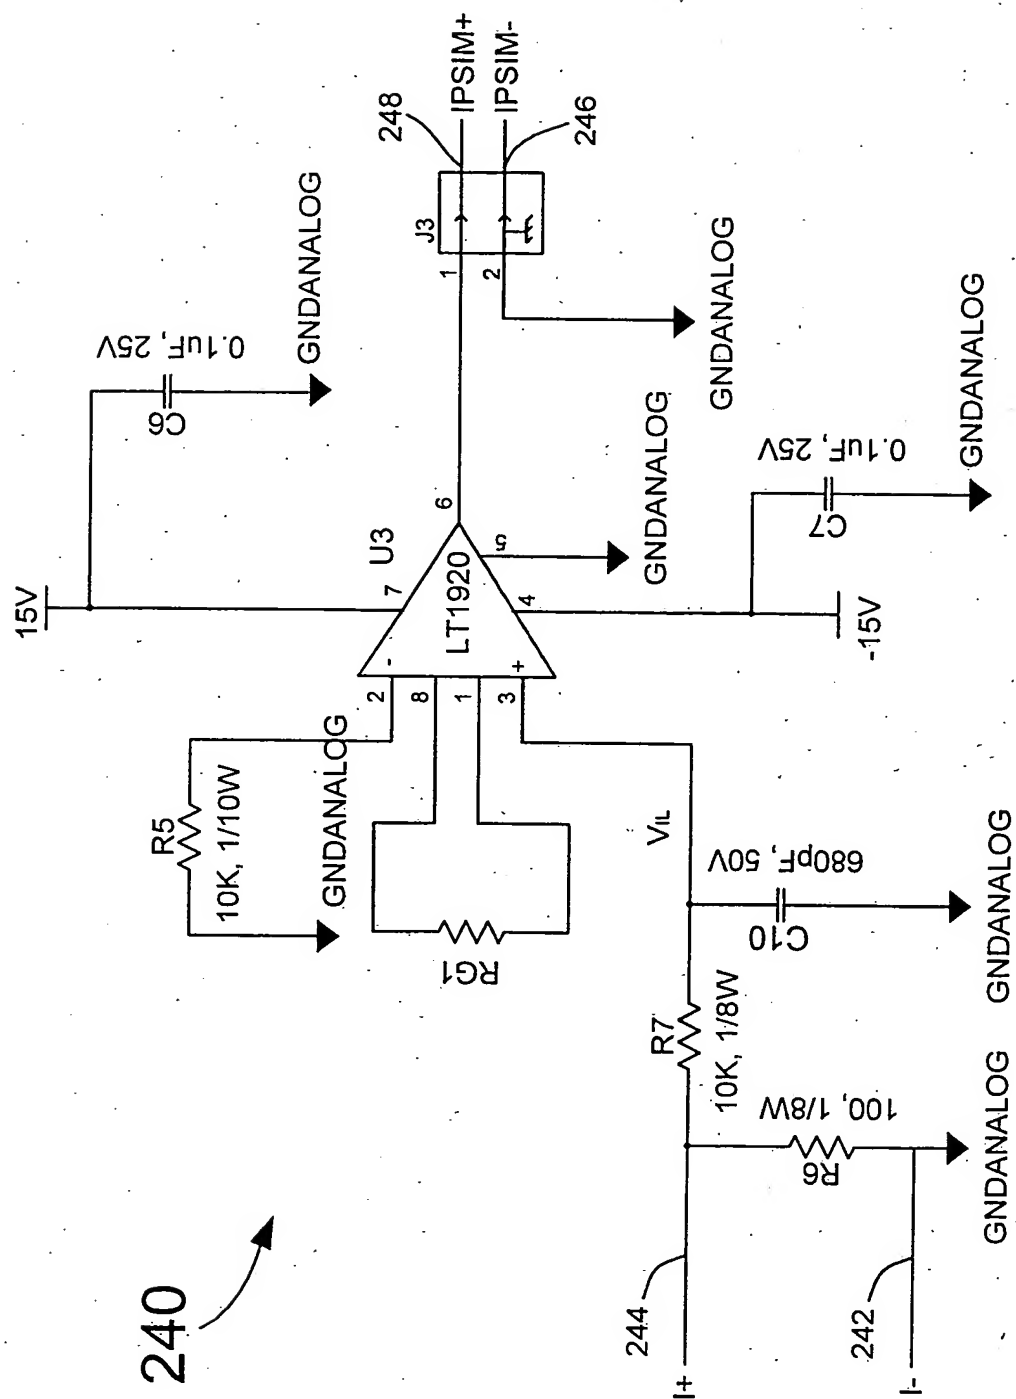 240
15V
C6
0.1uF, 25V
GNDANALOG
R5
10K, 1/10W
GNDANALOG
RG1
2
8
1
3
-
+
LT1920
U3
7
6
5
4
GNDANALOG
J3
1
2
248
IPSIM+
IPSIM-
246
GNDANALOG
-15V
C7
0.1uF, 25V
GNDANALOG
I+
244
R7
10K, 1/8W
VIL
C10
680pF, 50V
GNDANALOG
R6
100, 1/8W
GNDANALOG
I-
242